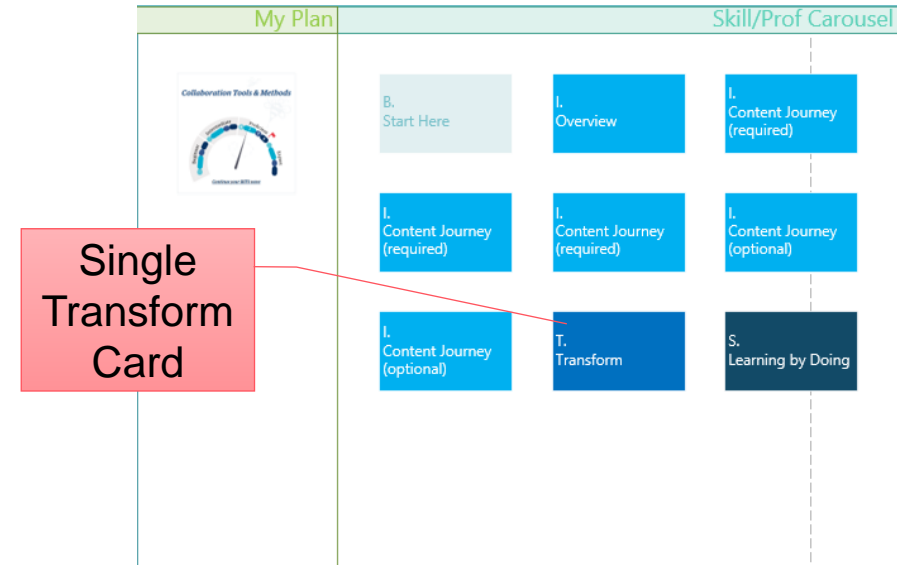 My Plan
Skill/Prof Carousel
Collaboration Tools & Methods
B.
Start Here
I.
Overview
I.
Content Journey
(required)
I.
Content Journey
(required)
I.
Content Journey
(required)
I.
Content Journey
(optional)
Single
Transform
Card
I.
Content Journey
(optional)
T.
Transform
S.
Learning by Doing